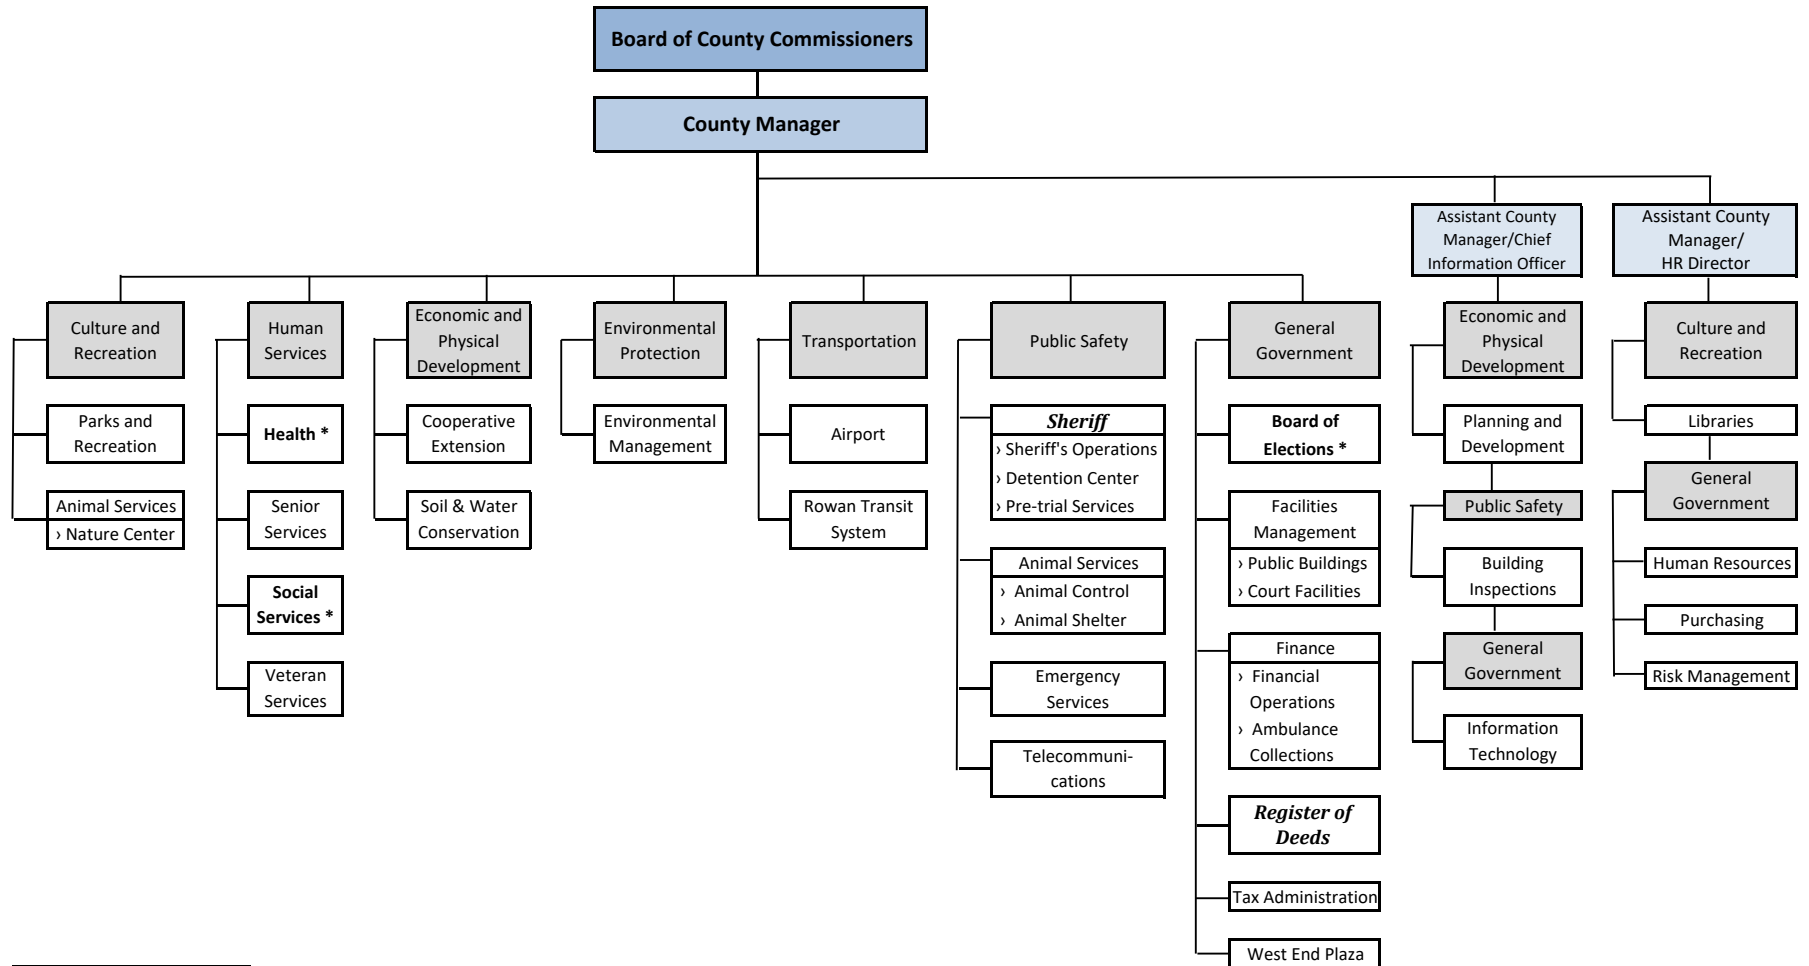 Board of County Commissioners
County Manager
Assistant County
Manager/Chief
Information Officer
Assistant County
Manager/
HR Director
Culture and
Recreation
Parks and
Recreation
Animal Services
› Nature Center
Human
Services
Health *
Senior
Services
Social
Services *
Veteran
Services
Economic and
Physical
Development
Cooperative
Extension
Soil & Water
Conservation
Environmental
Protection
Environmental
Management
Transportation
Airport
Rowan Transit
System
Public Safety
Sheriff
› Sheriff's Operations
› Detention Center
› Pre-trial Services
Animal Services
› Animal Control
› Animal Shelter
Emergency
Services
Telecommuni-
cations
General
Government
Board of
Elections *
Facilities
Management
› Public Buildings
› Court Facilities
Finance
› Financial
Operations
› Ambulance
Collections
Register of
Deeds
Tax Administration
West End Plaza
Economic and
Physical
Development
Planning and
Development
Public Safety
Building
Inspections
General
Government
Information
Technology
Culture and
Recreation
Libraries
General
Government
Human Resources
Purchasing
Risk Management